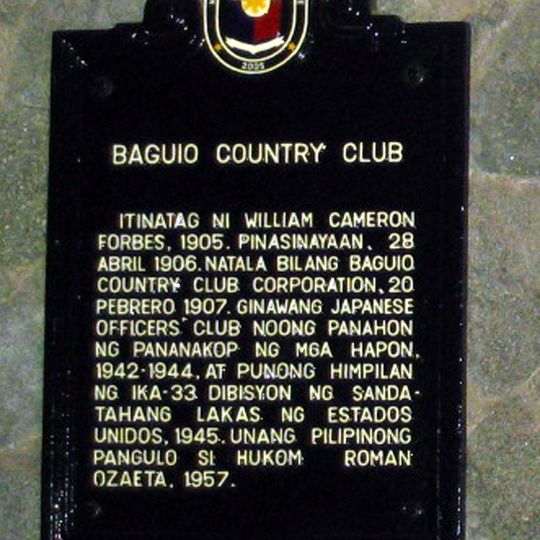 2005
BAGUIO COUNTRY CLUB
ITINATAG NI WILLIAM CAMERON
FORBES, 1905. PINASINAYAAN, 28
ABRIL 1906. NATALA BILANG BAGUIO
COUNTRY CLUB CORPORATION, 20
PEBRERO 1907. GINAWANG JAPANESE
OFFICERS' CLUB NOONG PANAHON
NG PANANAKOP NG MGA HAPON,
1942-1944, AT PUNONG HIMPILAN
NG IKA-33 DIBISYON NG SANDA-
TAHANG LAKAS NG ESTADOS
UNIDOS, 1945. UNANG PILIPINONG
PANGULO SI HUKOM ROMAN
OZAETA, 1957.